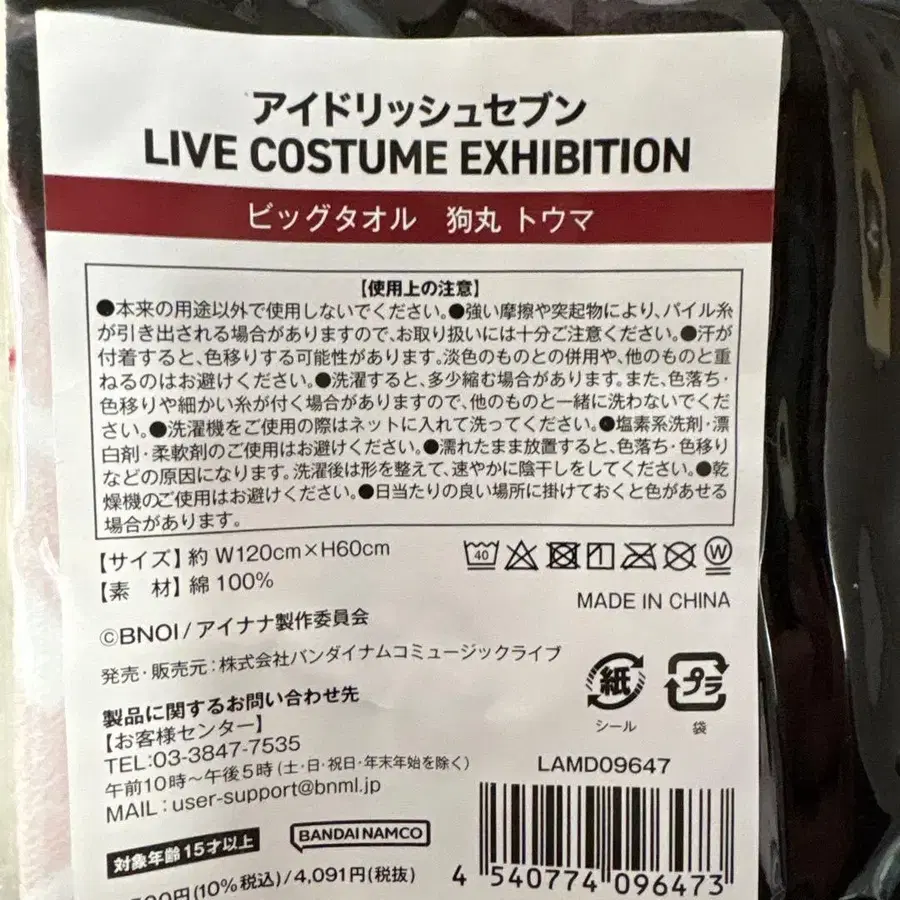 アイドリッシュセブン
LIVE COSTUME EXHIBITION
ビッグタオル 狗丸 トウマ
【使用上の注意】
●本来の用途以外で使用しないでください。●強い摩擦や突起物により、パイル糸
が引き出される場合がありますので、お取り扱いには十分ご注意ください。●汗が
付着すると、色移りする可能性があります。淡色のものとの併用や、他のものと重
ねるのはお避けください。●洗濯すると、多少縮む場合があります。また、色落ち・
色移りや細かい糸が付く場合がありますので、他のものと一緒に洗わないでくだ
さい。●洗濯機をご使用の際はネットに入れて洗ってください。●塩素系洗剤・漂
白剤・柔軟剤のご使用はお避けください。●濡れたまま放置すると、色落ち・色移り
などの原因になります。洗濯後は形を整えて、速やかに陰干しをしてください。●乾
燥機のご使用はお避けください。●日当たりの良い場所に掛けておくと色があせる
場合があります。
【サイズ】約 W120cm×H60cm
【素 材】綿 100%
40
W
MADE IN CHINA
©BNOI/アイナナ製作委員会
発売・販売元:株式会社バンダイナムコミュージックライブ
製品に関するお問い合わせ先
【お客様センター】
TEL:03-3847-7535
午前10時〜午後5時(土・日・祝日・年末年始を除く)
MAIL:user-support@bnml.jp
紙
シール
プラ
袋
LAMD09647
対象年齢15才以上
BANDAI NAMCO
00円(10%税込)/4,091円(税抜)
4 540774 096473